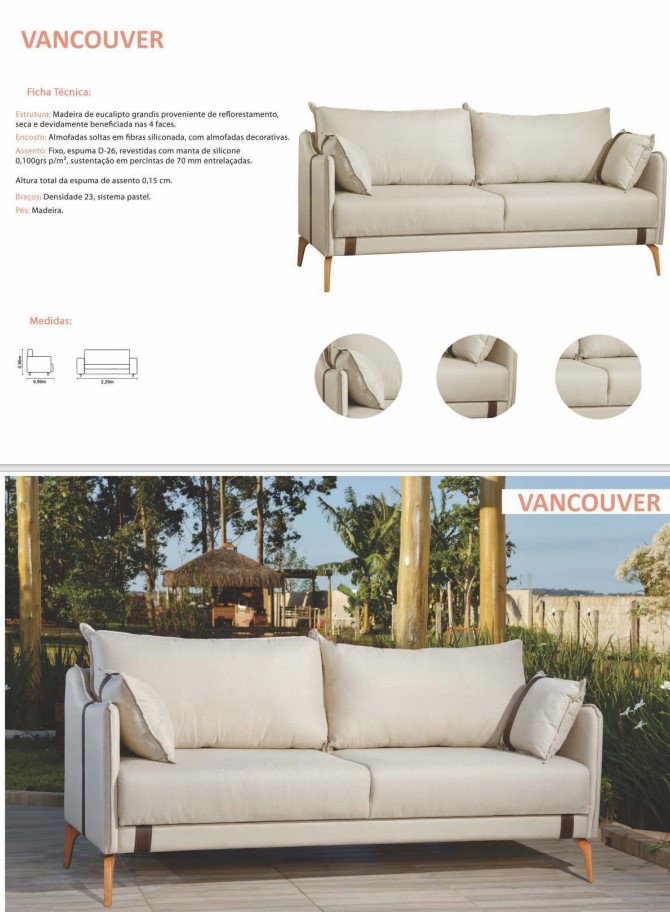 VANCOUVER
Ficha Técnica:
Estrutura: Madeira de eucalipto grandis proveniente de reflorestamento,
seca e devidamente beneficiada nas 4 faces.
Encosto: Almofadas soltas em fibras siliconada, com almofadas decorativas.
Assento: Fixo, espuma D-26, revestidas com manta de silicone
0,100grs p/m², sustentação em percintas de 70 mm entrelaçadas.
Altura total da espuma de assento 0,15 cm.
Braços: Densidade 23, sistema pastel.
Pés: Madeira.
Medidas:
0,90m
2,20m
VANCOUVER